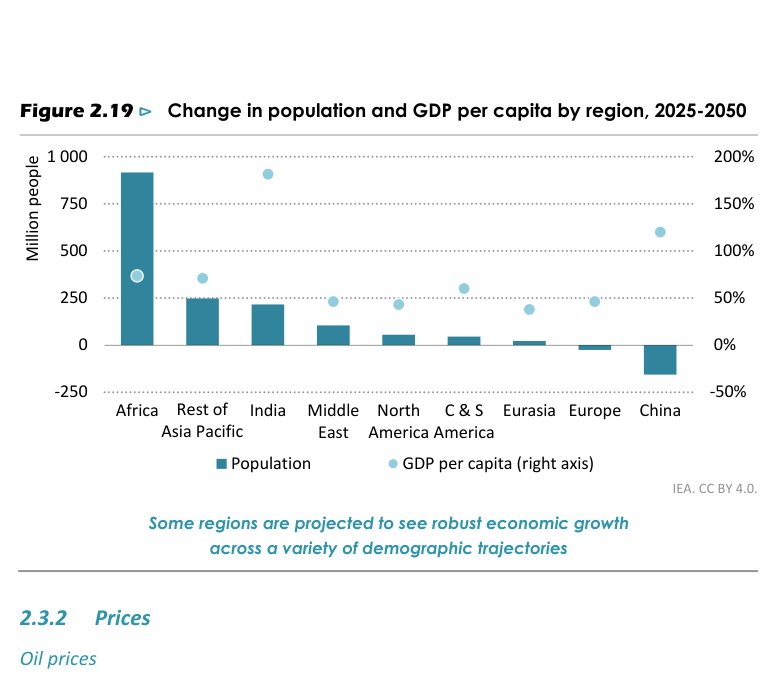 Figure 2.19 ▻ Change in population and GDP per capita by region, 2025-2050
Million people
1 000
750
500
250
0
-250
200%
150%
100%
50%
0%
-50%
Africa
Rest of
Asia Pacific
India
Middle
East
North
America
C & S
America
Eurasia
Europe
China
Population
GDP per capita (right axis)
IEA. CC BY 4.0.
Some regions are projected to see robust economic growth
across a variety of demographic trajectories
2.3.2 Prices
Oil prices